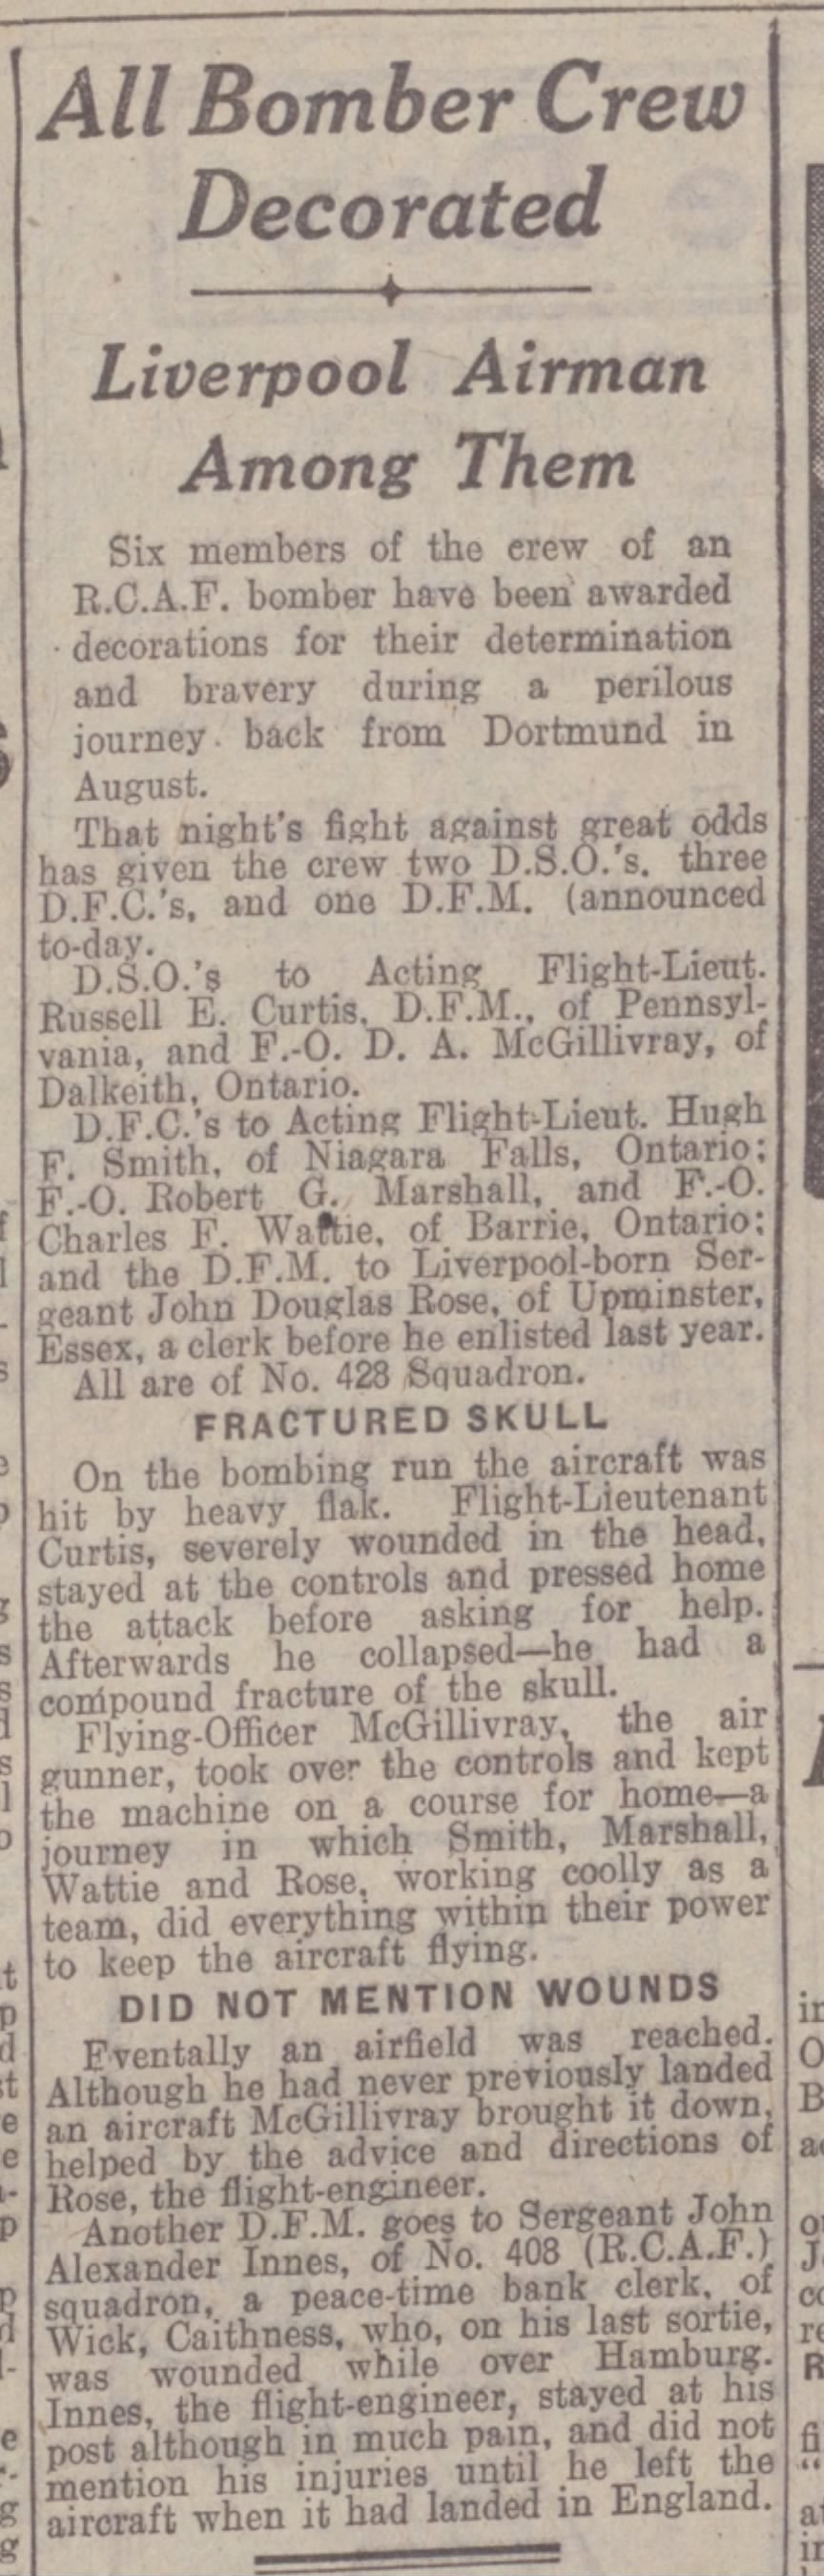 All Bomber Crew
Decorated
Liverpool Airman
Among Them
Six members of the crew of an
R.C.A.F. bomber have been awarded
decorations for their determination
and bravery during a perilous
journey back from Dortmund in
August.
That night's fight against great odds
has given the crew two D.S.O.'s. three
D.F.C.'s, and one D.F.M. (announced
to-day.
D.S.O.'s to Acting Flight-Lieut.
Russell E. Curtis, D.F.M., of Pennsyl-
vania, and F.-O. D. A. McGillivray, of
Dalkeith, Ontario.
D.F.C.'s to Acting Flight-Lieut. Hugh
F. Smith, of Niagara Falls, Ontario;
F.-O. Robert G. Marshall, and F.-O.
Charles F. Wattie, of Barrie, Ontario;
and the D.F.M. to Liverpool-born Ser-
geant John Douglas Rose, of Upminster,
Essex, a clerk before he enlisted last year.
All are of No. 428 Squadron.
FRACTURED SKULL
On the bombing run the aircraft was
hit by heavy flak. Flight-Lieutenant
Curtis, severely wounded in the head,
stayed at the controls and pressed home
the attack before asking for help.
Afterwards he collapsed—he had a
compound fracture of the skull.
Flying-Officer McGillivray, the air
gunner, took over the controls and kept
the machine on a course for home—a
journey in which Smith, Marshall,
Wattie and Rose, working coolly as a
team, did everything within their power
to keep the aircraft flying.
DID NOT MENTION WOUNDS
Eventally an airfield was reached.
Although he had never previously landed
an aircraft McGillivray brought it down,
helped by the advice and directions of
Rose, the flight-engineer.
Another D.F.M. goes to Sergeant John
Alexander Innes, of No. 408 (R.C.A.F.)
squadron, a peace-time bank clerk, of
Wick, Caithness, who, on his last sortie,
was wounded while over Hamburg.
Innes, the flight-engineer, stayed at his
post although in much pain, and did not
mention his injuries until he left the
aircraft when it had landed in England.